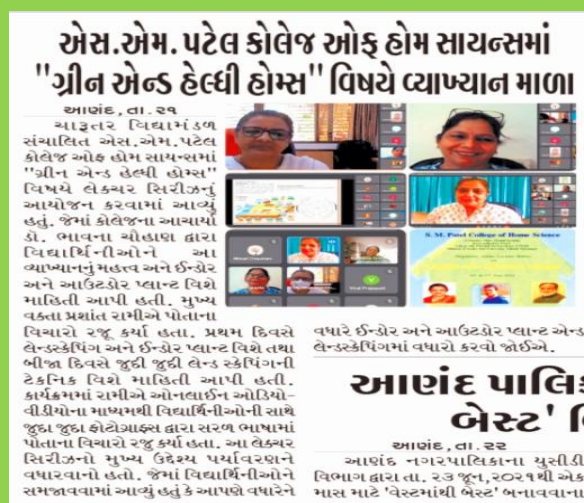 એસ.એમ. પટેલ કોલેજ ઓફ હોમ સાયન્સમાં
"ગ્રીન એન્ડ હેલ્ધી હોમ્સ" વિષયે વ્યાખ્યાન માળા
આણંદ,તા.૨૧
ચારૂતર વિદ્યામંડળ
સંચાલિત એસ.એમ.પટેલ
કોલેજ ઓફ હોમ સાયન્સમાં
"ગ્રીન એન્ડ હેલ્ધી હોમ્સ"
વિષયે લેક્ચર સિરીઝનું
આયોજન કરવામાં આવ્યું
હતું. જેમાં કોલેજના આચાર્યા
ડૉ. ભાવના ચૌહાણ દ્વારા
વિદ્યાર્થિનીઓને આ
વ્યાખ્યાનનું મહત્વ અને ઈન્ડોર
અને આઉટડોર પ્લાન્ટ વિશે
માહિતી આપી હતી. મુખ્ય
વક્તા પ્રશાંત રામીએ પોતાના
વિચારો રજૂ કર્યા હતા. પ્રથમ દિવસે
લેન્ડસ્કેપિંગ અને ઈન્ડોર પ્લાન્ટ વિશે તથા
બીજા દિવસે જુદી જુદી લેન્ડ સ્કેપિંગની
ટેકનિક વિશે માહિતી આપી હતી.
કાર્યક્રમમાં રામીએ ઓનલાઈન ઓડિયો-
વીડીયોના માધ્યમથી વિદ્યાર્થિનીઓની સાથે
જુદા જુદા ફોટોગ્રાફ્સ દ્વારા સરળ ભાષામાં
પોતાના વિચારો રજુ કર્યા હતા. આ લેક્ચર
સિરીઝનો મુખ્ય ઉદ્દેશ્ય પર્યાવરણને
વધારવાનો હતો. જેમાં વિદ્યાર્થિનીઓને
સમજાવવામાં આવ્યું હતું કે આપણે વધારેને
S. M. Patel College of Home Science
વધારે ઈન્ડોર અને આઉટડોર પ્લાન્ટ એન્ડ
લેન્ડસ્કેપિંગમાં વધારો કરવો જોઈએ.
આણંદ પાલિ
બેસ્ટ'
આણંદ,તા.૨૨
આણંદ નગરપાલિકાના યુસીડી
વિભાગ દ્વારા તા. ૨૩ જૂન,૨૦૨૧થી એ
માસ માટે 'વેસ્ટમાંથી બેસ્ટ' બનાવવાના